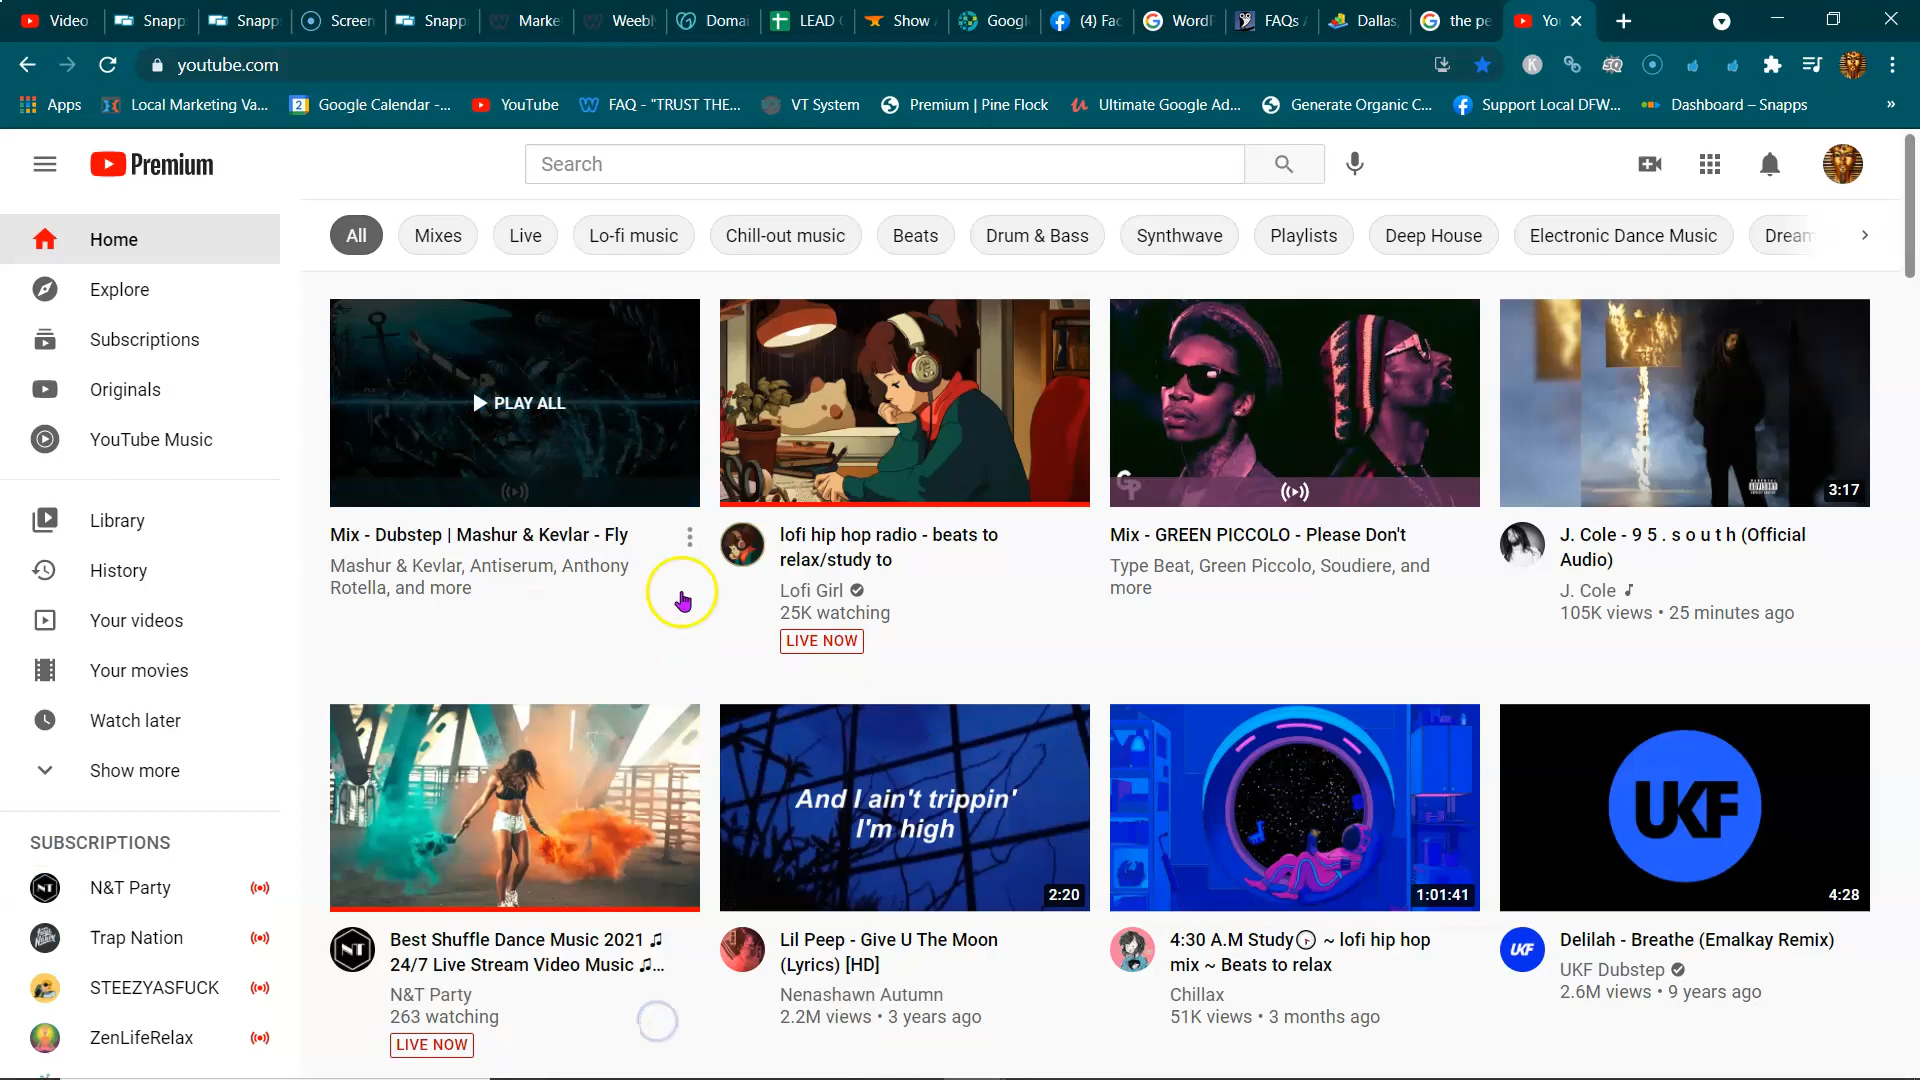 Video
Snapp
Snapp
Screen
Snapp
Marke
Weebl
Domai
LEAD
Show
Googl
(4) Fac
WordP
FAQs
Dallas,
the pe
Yo
youtube.com
Apps
Local Marketing Va...
Google Calendar -...
YouTube
FAQ - "TRUST THE...
VT System
Premium | Pine Flock
Ultimate Google Ad...
Generate Organic C...
Support Local DFW...
Dashboard – Snapps
»
Premium
Search
Home
Explore
Subscriptions
Originals
YouTube Music
Library
History
Your videos
Your movies
Watch later
Show more
SUBSCRIPTIONS
N&T Party
Trap Nation
STEEZYASFUCK
ZenLifeRelax
All
Mixes
Live
Lo-fi music
Chill-out music
Beats
Drum & Bass
Synthwave
Playlists
Deep House
Electronic Dance Music
Dream
PLAY ALL
Mix - Dubstep | Mashur & Kevlar - Fly
Mashur & Kevlar, Antiserum, Anthony
Rotella, and more
lofi hip hop radio - beats to
relax/study to
Lofi Girl
25K watching
LIVE NOW
Mix - GREEN PICCOLO - Please Don't
Type Beat, Green Piccolo, Soudiere, and
more
3:17
J. Cole - 9 5 . s o u t h (Official
Audio)
J. Cole ♪
105K views • 25 minutes ago
Best Shuffle Dance Music 2021 ♫
24/7 Live Stream Video Music ♫...
N&T Party
263 watching
LIVE NOW
And I ain't trippin'
I'm high
2:20
Lil Peep - Give U The Moon
(Lyrics) [HD]
Nenashawn Autumn
2.2M views • 3 years ago
1:01:41
4:30 A.M Study ~ lofi hip hop
mix ~ Beats to relax
Chillax
51K views • 3 months ago
UKF
4:28
UKF
Delilah - Breathe (Emalkay Remix)
UKF Dubstep
2.6M views • 9 years ago